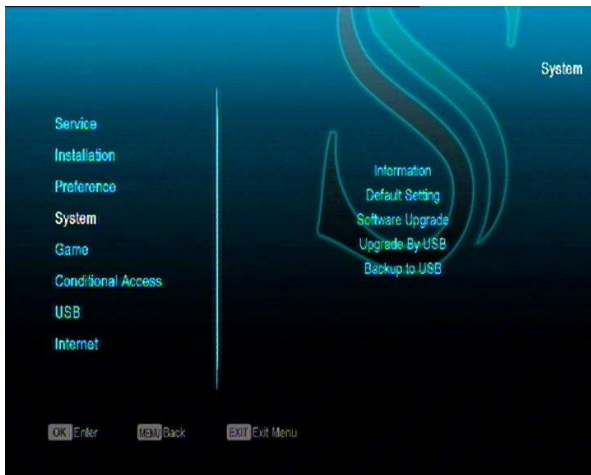 System
Service
Installation
Preference
System
Game
Conditional Access
USB
Internet
Information
Default Setting
Software Upgrade
Upgrade By USB
Backup to USB
OK Enter MENU Back EXIT Exit Menu